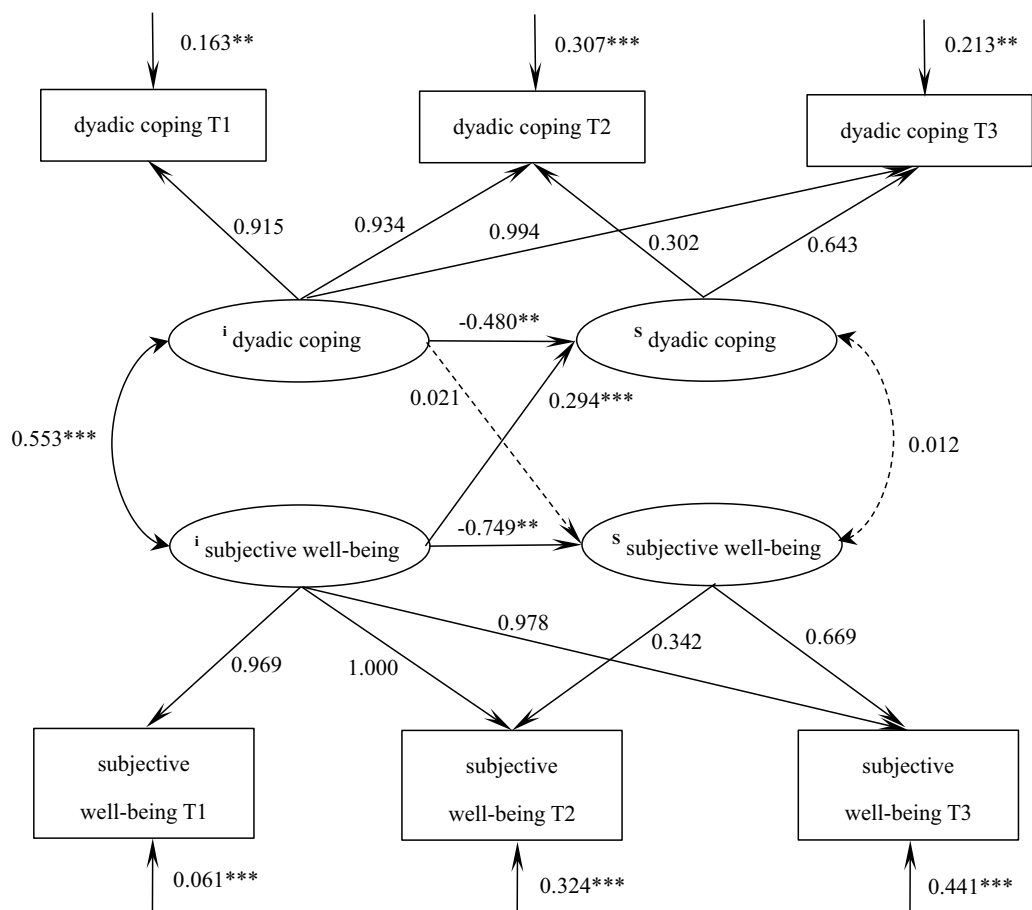 0.163**
0.307***
0.213**
dyadic coping T1
dyadic coping T2
dyadic coping T3
0.915
0.934
0.994
0.302
0.643
i dyadic coping
-0.480**
S dyadic coping
0.021
0.294***
0.553***
0.012
i subjective well-being
-0.749**
S subjective well-being
0.969
1.000
0.978
0.342
0.669
subjective
well-being T1
subjective
well-being T2
subjective
well-being T3
0.061***
0.324***
0.441***